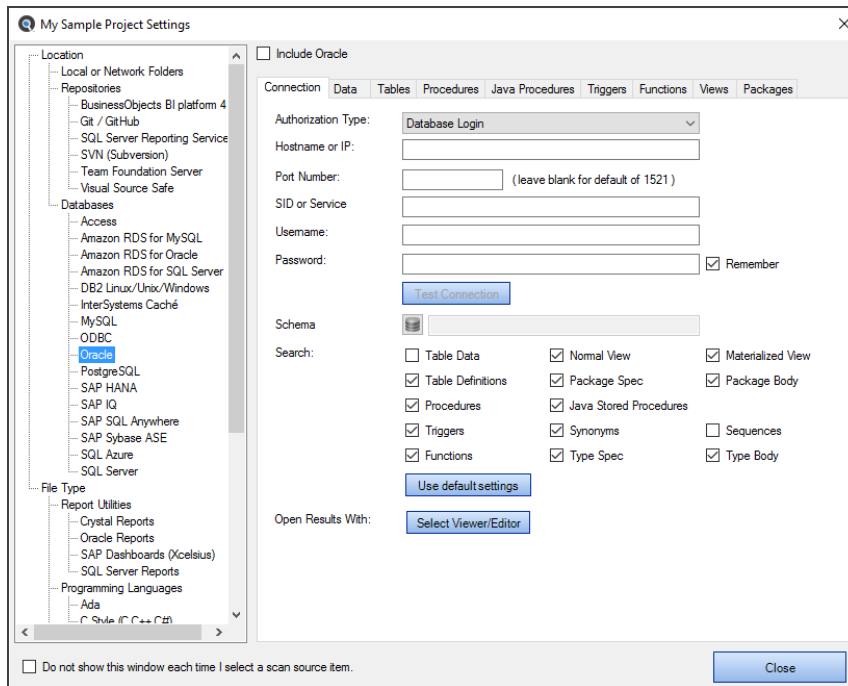 My Sample Project Settings
Location
Local or Network Folders
Repositories
BusinessObjects BI platform 4
Git / GitHub
SQL Server Reporting Service
SVN (Subversion)
Team Foundation Server
Visual Source Safe
Databases
Access
Amazon RDS for MySQL
Amazon RDS for Oracle
Amazon RDS for SQL Server
DB2 Linux/Unix/Windows
InterSystems Caché
MySQL
ODBC
Oracle
PostgreSQL
SAP HANA
SAP IQ
SAP SQL Anywhere
SAP Sybase ASE
SQL Azure
SQL Server
File Type
Report Utilities
Crystal Reports
Oracle Reports
SAP Dashboards (Xcelsius)
SQL Server Reports
Programming Languages
Ada
C Style (C C++ C#)
Include Oracle
Connection Data Tables Procedures Java Procedures Triggers Functions Views Packages
Authorization Type: Database Login
Hostname or IP:
Port Number: (leave blank for default of 1521 )
SID or Service
Username:
Password: Remember
Test Connection
Schema
Search: Table Data Normal View Materialized View
Table Definitions Package Spec Package Body
Procedures Java Stored Procedures
Triggers Synonyms Sequences
Functions Type Spec Type Body
Use default settings
Open Results With: Select Viewer/Editor
Do not show this window each time I select a scan source item.
Close